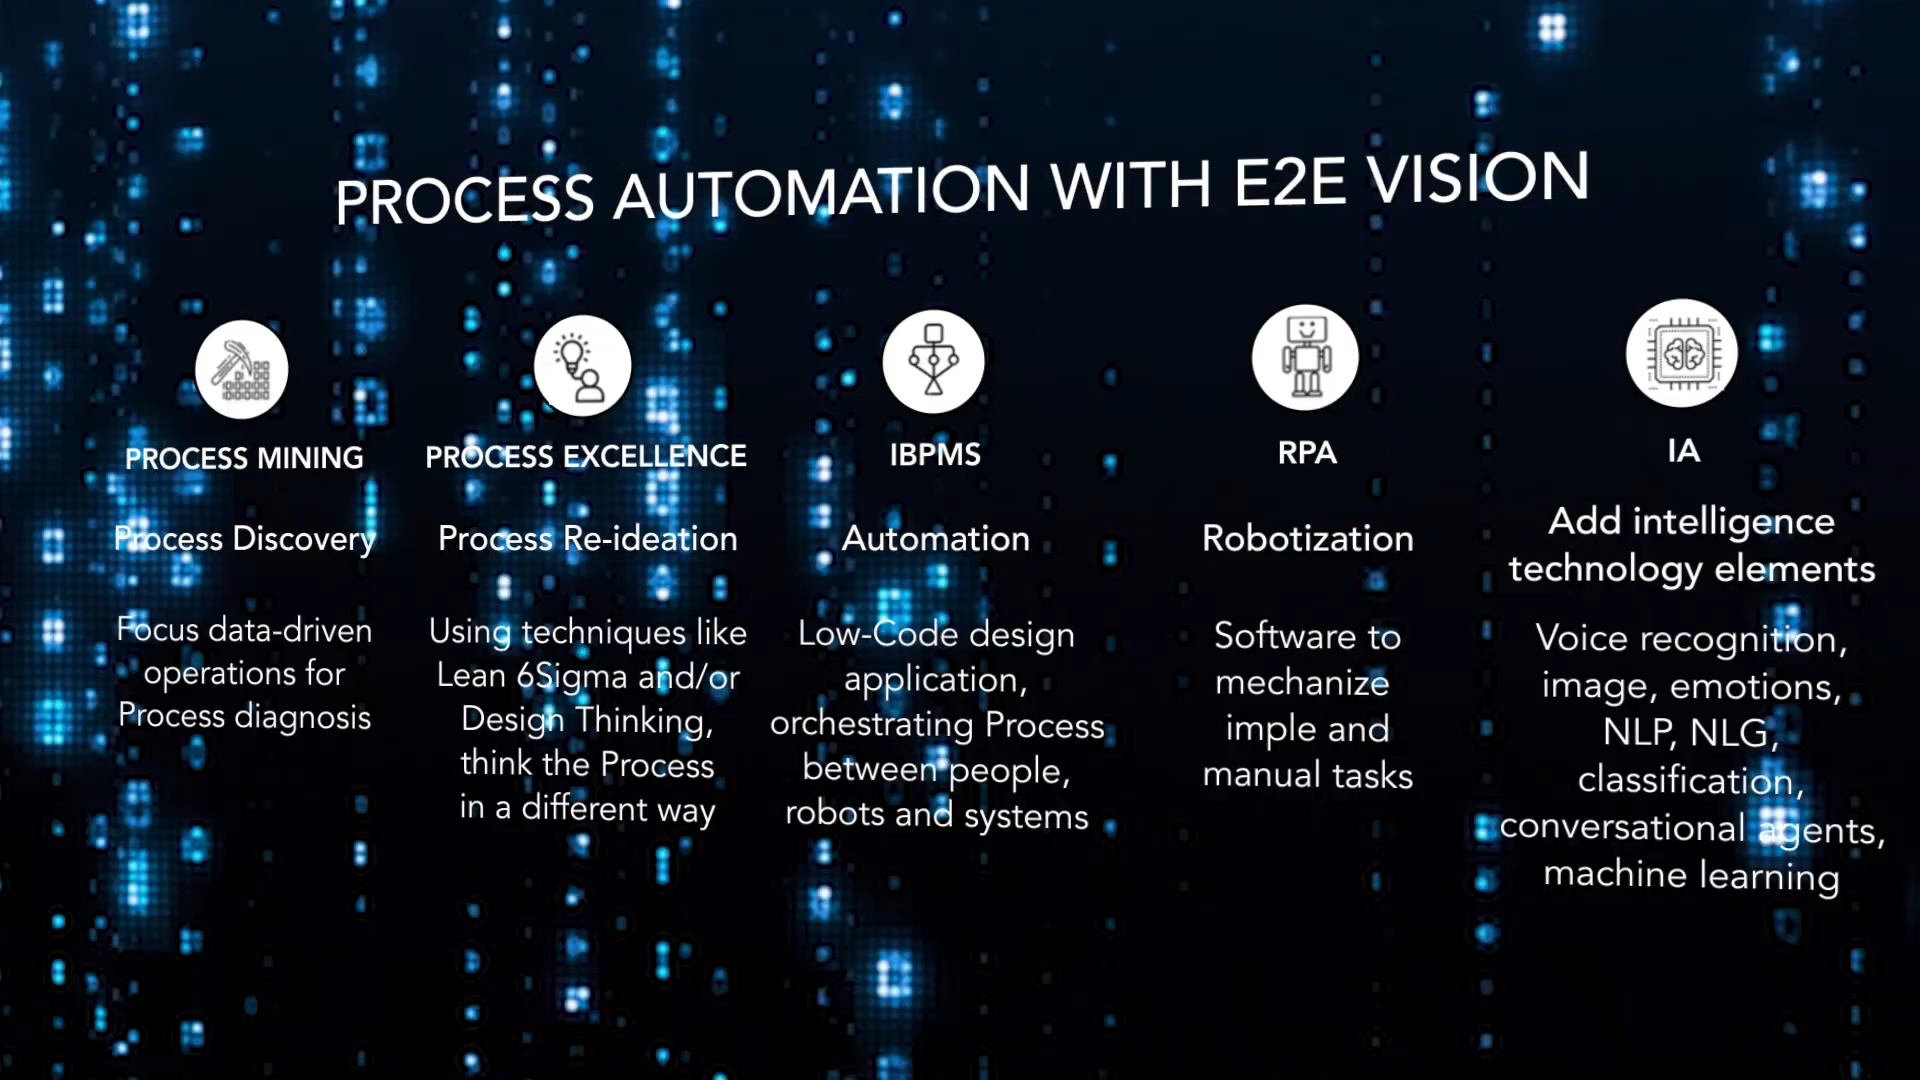 PROCESS AUTOMATION WITH E2E VISION
PROCESS MINING
Process Discovery
Focus data-driven
operations for
Process diagnosis
PROCESS EXCELLENCE
Process Re-ideation
Using techniques like
Lean 6Sigma and/or
Design Thinking,
think the Process
in a different way
IBPMS
Automation
Low-Code design
application,
orchestrating Process
between people,
robots and systems
RPA
Robotization
Software to
mechanize
imple and
manual tasks
IA
Add intelligence
technology elements
Voice recognition,
image, emotions,
NLP, NLG,
classification,
conversational agents,
machine learning